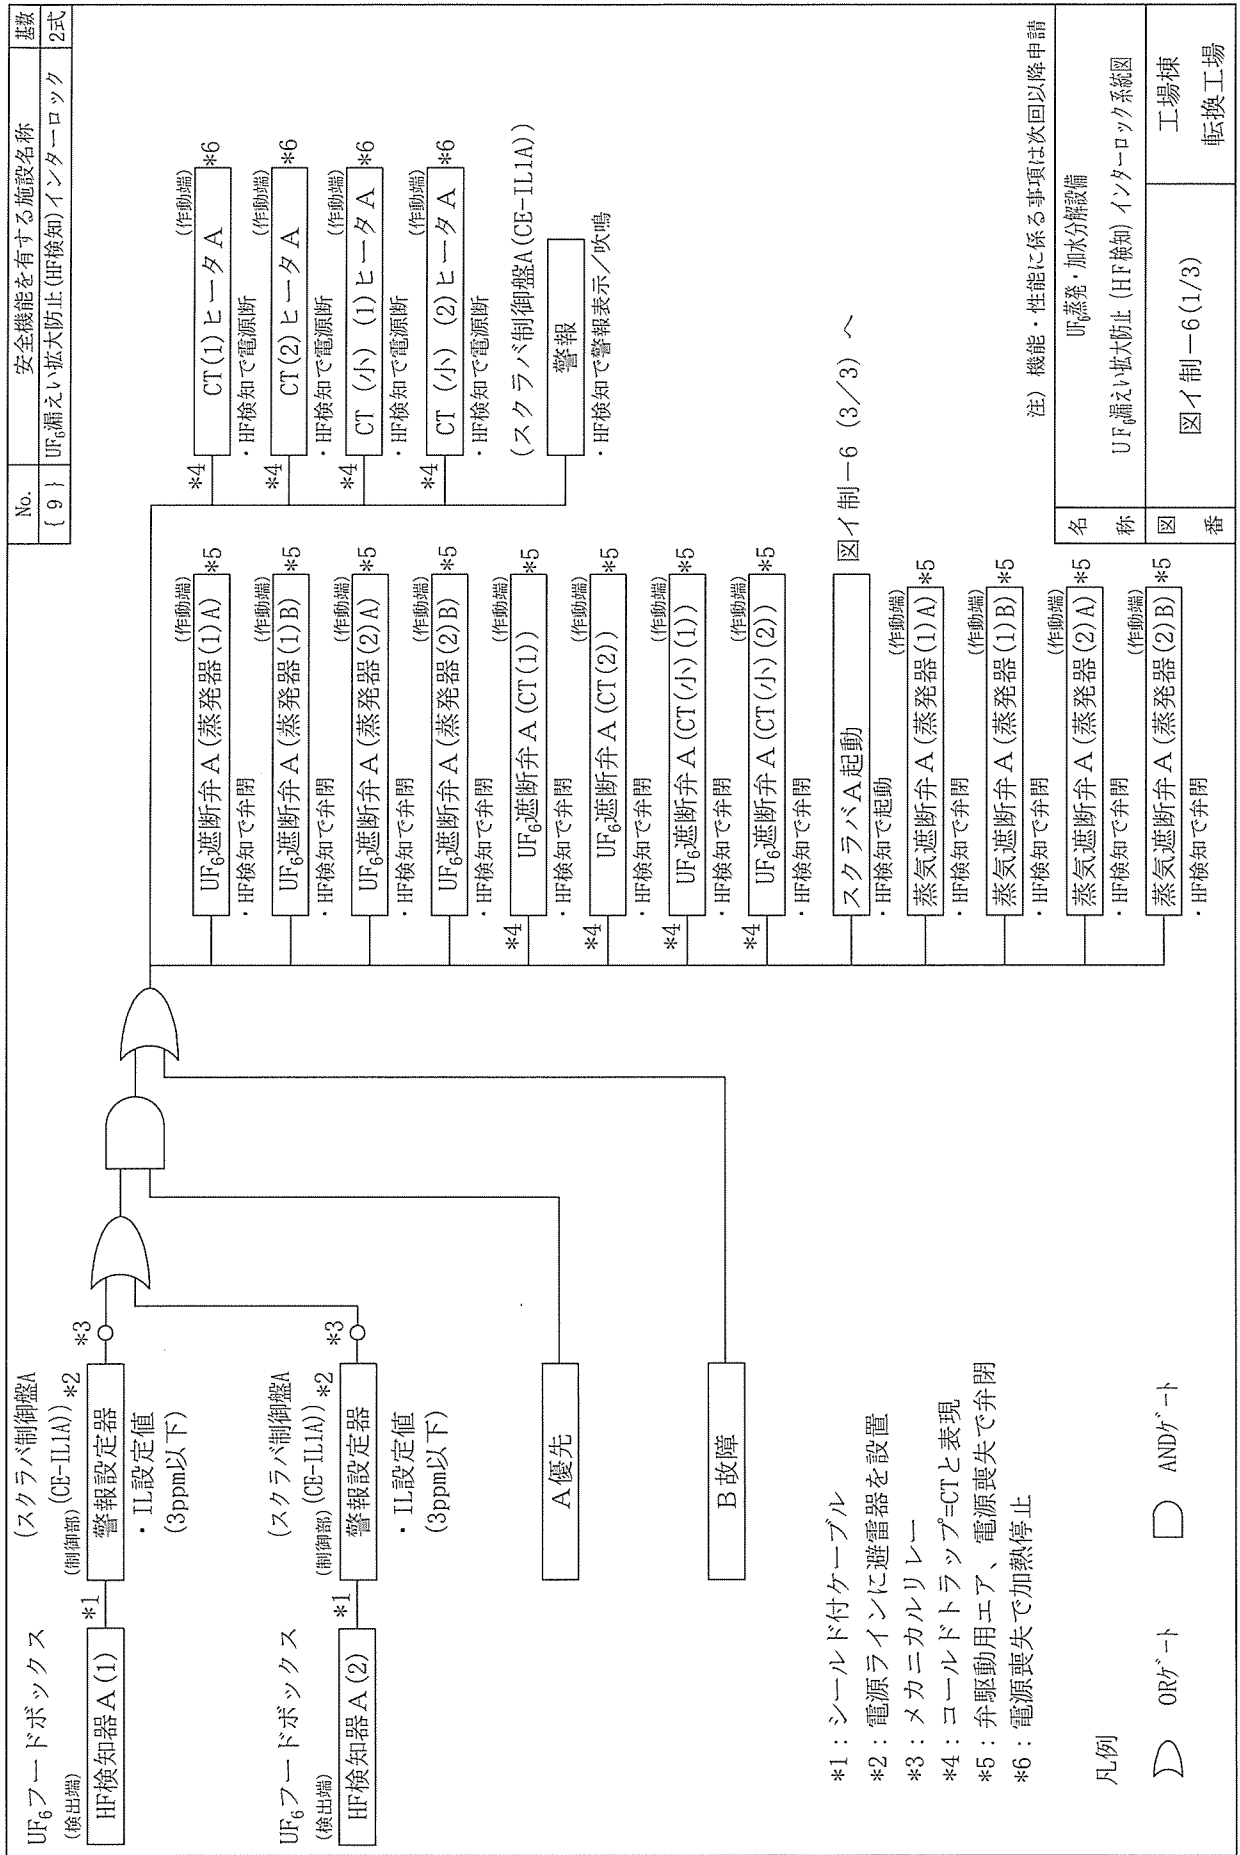 No.
安全機能を有する施設名称
基数
{9}
UF6漏えい拡大防止(HF検知)インターロック
2式
UF6フードボックス
(検出端)
HF検知器A(1)
*1
(スクラバ制御盤A
(制御部)(CE-IL1A))*2
警報設定器
*3
・IL設定値
(3ppm以下)
UF6フードボックス
(検出端)
HF検知器A(2)
*1
(スクラバ制御盤A
(制御部)(CE-IL1A))*2
警報設定器
*3
・IL設定値
(3ppm以下)
A優先
B故障
(作動端)
UF6遮断弁A(蒸発器(1)A)
*5
・HF検知で弁閉
(作動端)
UF6遮断弁A(蒸発器(1)B)
*5
・HF検知で弁閉
(作動端)
UF6遮断弁A(蒸発器(2)A)
*5
・HF検知で弁閉
(作動端)
UF6遮断弁A(蒸発器(2)B)
*5
・HF検知で弁閉
(作動端)
*4
UF6遮断弁A(CT(1))
*5
・HF検知で弁閉
(作動端)
*4
UF6遮断弁A(CT(2))
*5
・HF検知で弁閉
(作動端)
*4
UF6遮断弁A(CT(小)(1))
*5
・HF検知で弁閉
(作動端)
*4
UF6遮断弁A(CT(小)(2))
*5
・HF検知で弁閉
スクラバA起動
図イ制-6(3/3)へ
・HF検知で起動
(作動端)
蒸気遮断弁A(蒸発器(1)A)
*5
・HF検知で弁閉
(作動端)
蒸気遮断弁A(蒸発器(1)B)
*5
・HF検知で弁閉
(作動端)
蒸気遮断弁A(蒸発器(2)A)
*5
・HF検知で弁閉
(作動端)
蒸気遮断弁A(蒸発器(2)B)
*5
・HF検知で弁閉
(作動端)
*4
CT(1)ヒータA
*6
・HF検知で電源断
(作動端)
*4
CT(2)ヒータA
*6
・HF検知で電源断
(作動端)
*4
CT(小)(1)ヒータA
*6
・HF検知で電源断
(作動端)
*4
CT(小)(2)ヒータA
*6
・HF検知で電源断
(スクラバ制御盤A(CE-IL1A))
警報
・HF検知で警報表示/吹鳴
*1:シールド付ケーブル
*2:電源ラインに避雷器を設置
*3:メカニカルリレー
*4:コールドトラップ=CTと表現
*5:弁駆動用エア、電源喪失で弁閉
*6:電源喪失で加熱停止
凡例
ORゲート
ANDゲート
注)機能・性能に係る事項は次回以降申請
名称
UF6蒸発・加水分解設備
UF6漏えい拡大防止(HF検知)インターロック系統図
図番
図イ制-6(1/3)
工場棟
転換工場